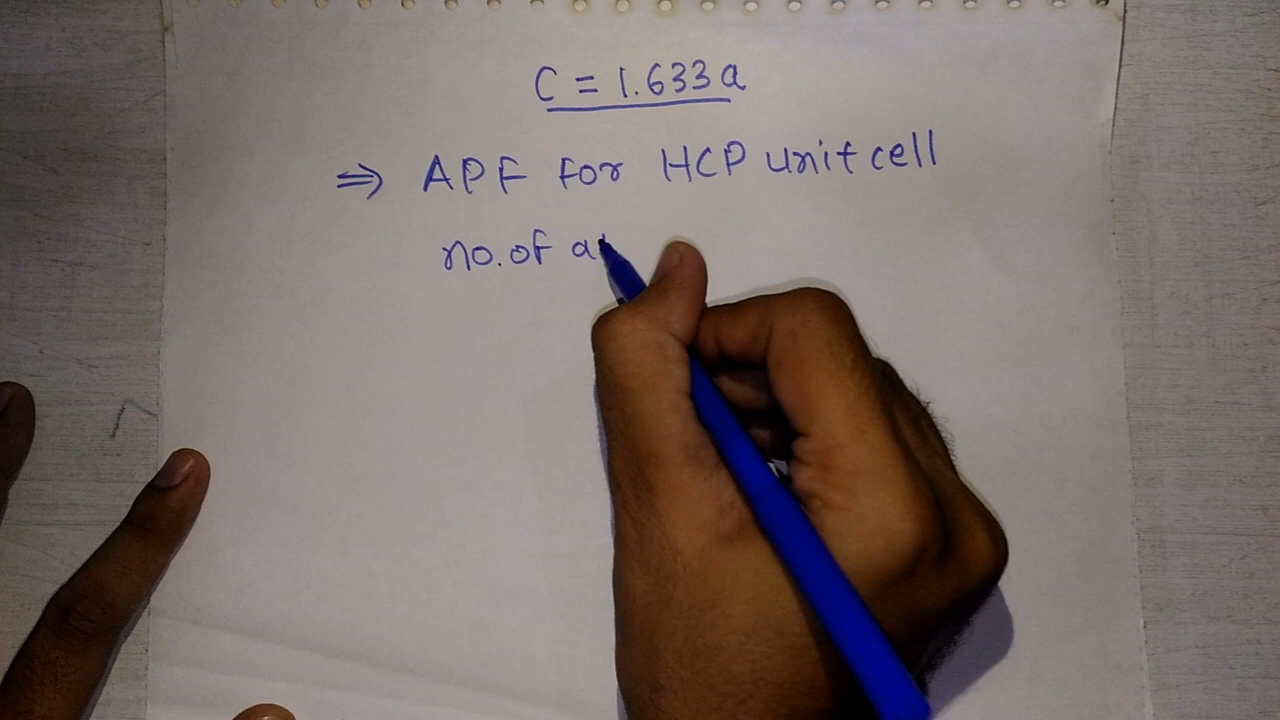 C = 1.633a
⇒ APF for HCP unit cell
no. of a